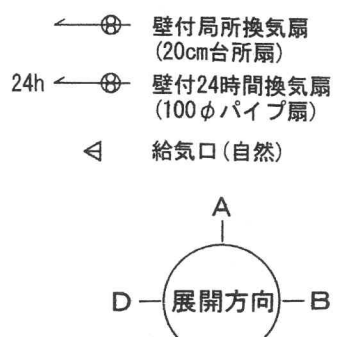 壁付局所換気扇
(20cm台所扇)
24h 壁付24時間換気扇
(100φパイプ扇)
給気口(自然)
A
D 展開方向 B